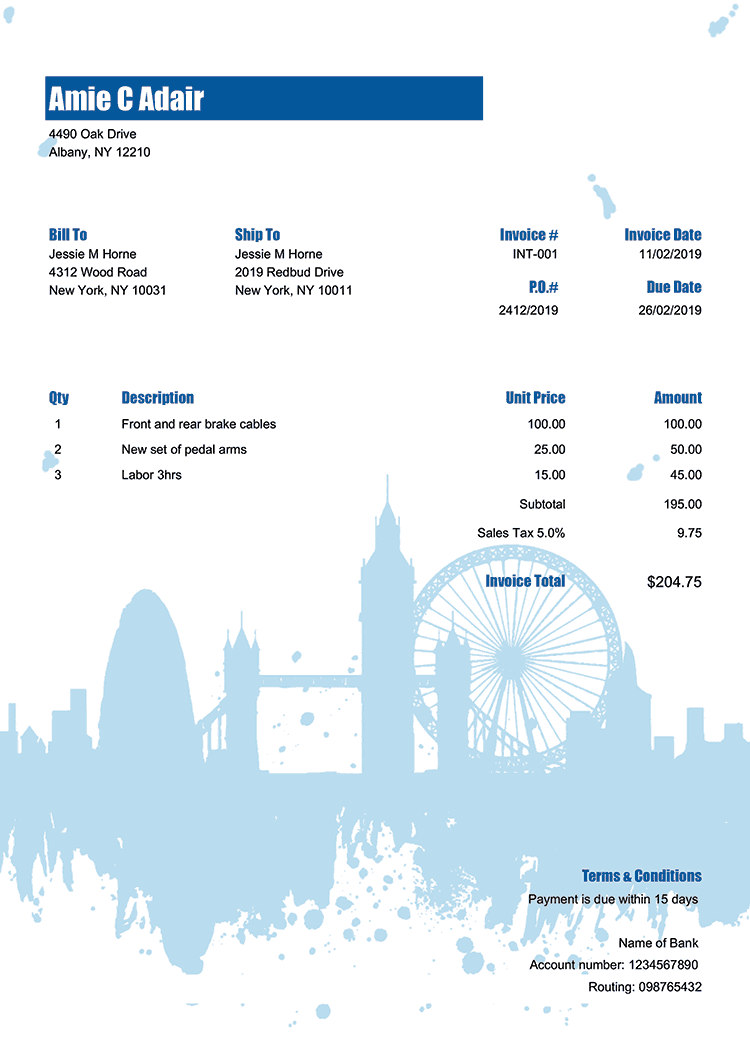 Amie C Adair
4490 Oak Drive
Albany, NY 12210
Bill To Ship To Invoice # Invoice Date
Jessie M Horne Jessie M Horne INT-001 11/02/2019
4312 Wood Road 2019 Redbud Drive P.O.# Due Date
New York, NY 10031 New York, NY 10011 2412/2019 26/02/2019
Qty Description Unit Price Amount
1 Front and rear brake cables 100.00 100.00
2 New set of pedal arms 25.00 50.00
3 Labor 3hrs 15.00 45.00
Subtotal 195.00
Sales Tax 5.0% 9.75
Invoice Total $204.75
Terms & Conditions
Payment is due within 15 days
Name of Bank
Account number: 1234567890
Routing: 098765432